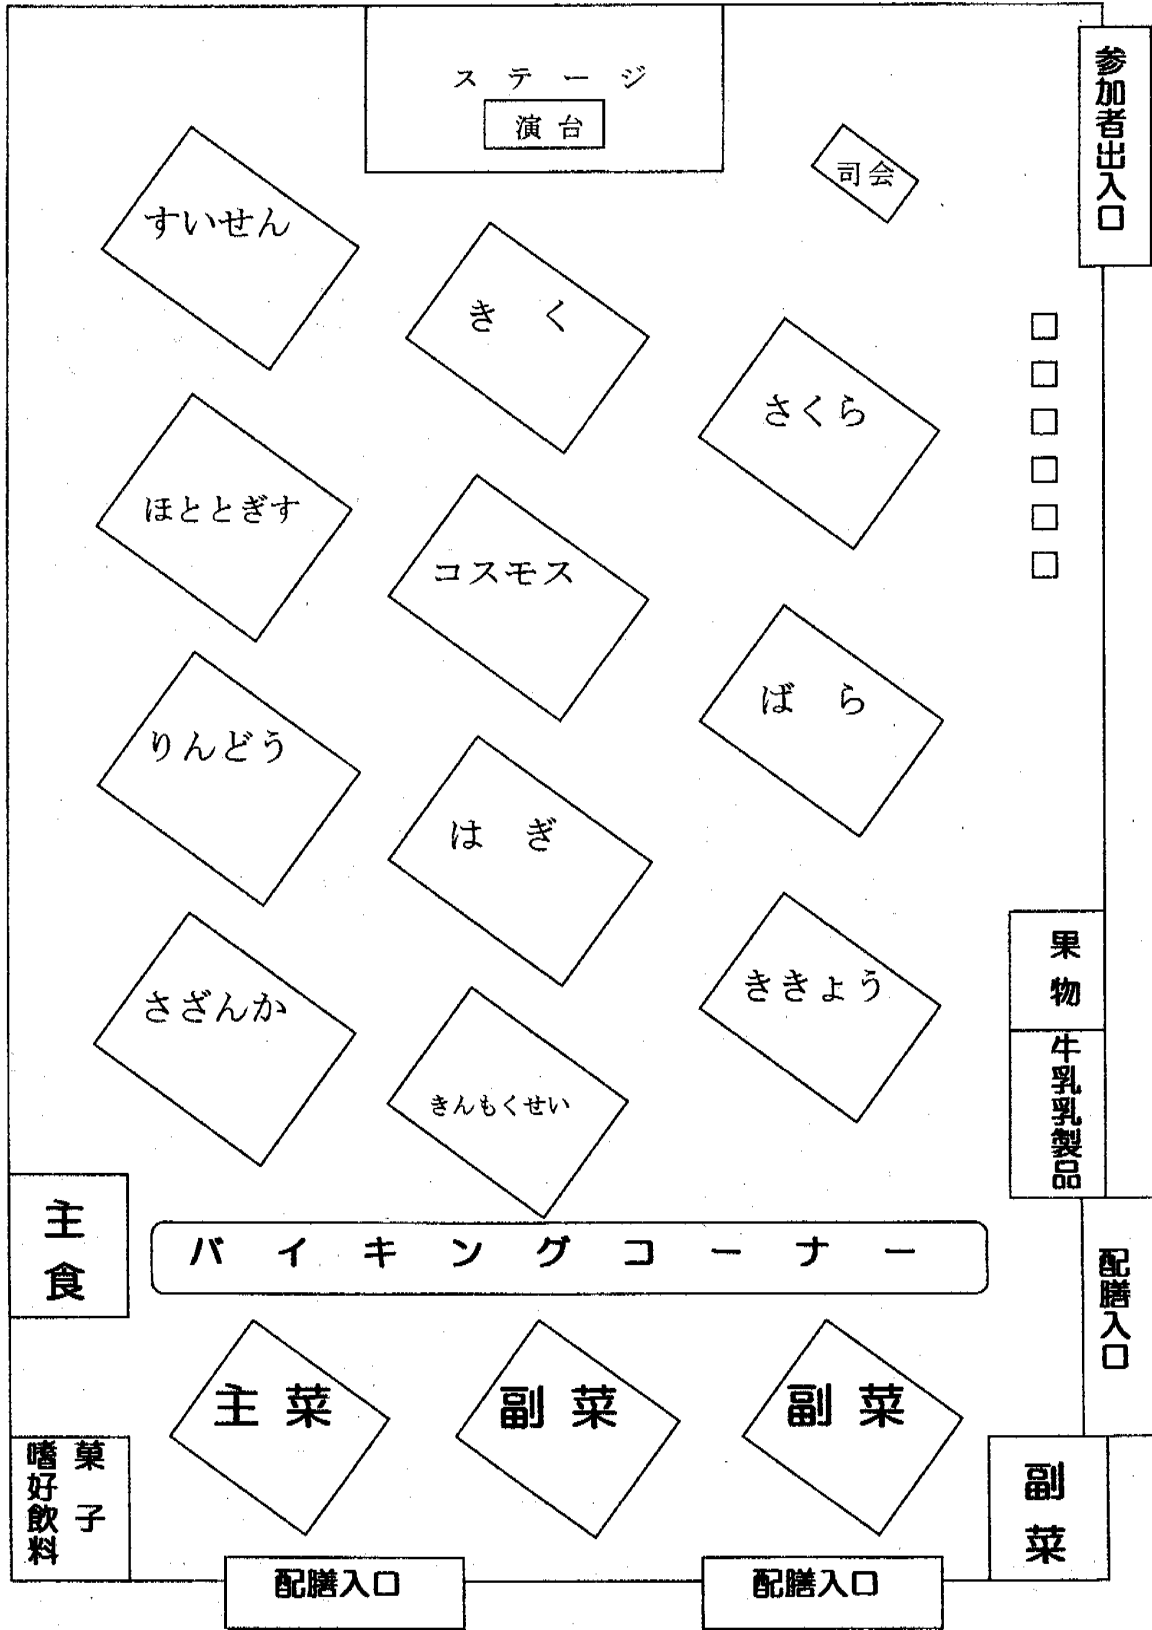 ステージ
演台
参加者出入口
司会
すいせん
きく
さくら
ほととぎす
コスモス
ばら
りんどう
はぎ
ききょう
さざんか
きんもくせい
果物
牛乳乳製品
主食
バイキングコーナー
配膳入口
主菜
副菜
副菜
菓子
嗜好飲料
副菜
配膳入口
配膳入口